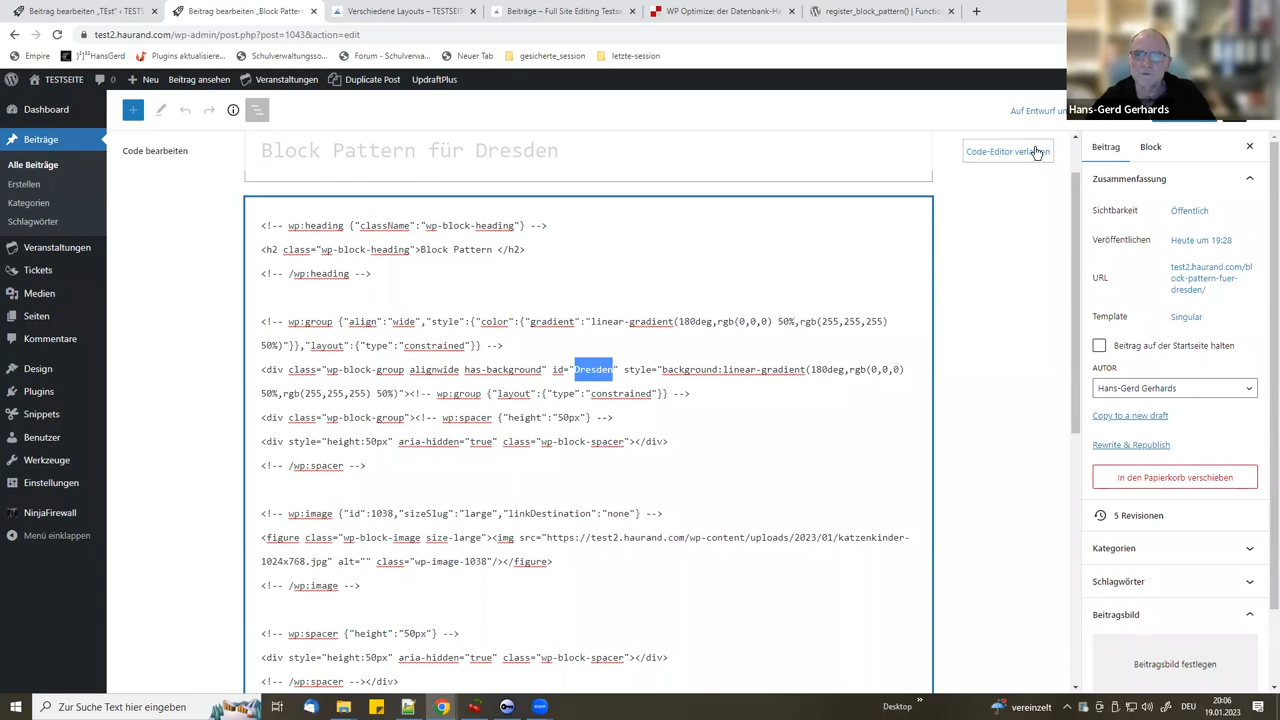 Beitrag bearbeiten „TEst" ‹ TEST
Beitrag bearbeiten „Block Pattern
Verschiedene Layouts – TESTSEIT
Beiträge – Full Site Editing Testse
WP Optimize: der Datenbank-Ha
register_block_pattern() | Functio
test2.haurand.com/wp-admin/post.php?post=1043&action=edit
Empire
)°}³²HansGerd
Plugins aktualisiere...
Schulverwaltungsso...
Forum - Schulverwa...
Neuer Tab
gesicherte_session
letzte-session
Hans-Gerd Gerhards
TESTSEITE
0
Neu
Beitrag ansehen
Veranstaltungen
Duplicate Post
UpdraftPlus
Auf Entwurf um
Dashboard
Beiträge
Alle Beiträge
Erstellen
Kategorien
Schlagwörter
Veranstaltungen
Tickets
Medien
Seiten
Kommentare
Design
Plugins
Snippets
Benutzer
Werkzeuge
Einstellungen
NinjaFirewall
Menü einklappen
Code bearbeiten
Block Pattern für Dresden
Code-Editor verlassen
<!-- wp:heading {"className":"wp-block-heading"} -->
<h2 class="wp-block-heading">Block Pattern </h2>
<!-- /wp:heading -->
<!-- wp:group {"align":"wide","style":{"color":{"gradient":"linear-gradient(180deg,rgb(0,0,0) 50%,rgb(255,255,255)
50%)"}},"layout":{"type":"constrained"}} -->
<div class="wp-block-group alignwide has-background" id="Dresden" style="background:linear-gradient(180deg,rgb(0,0,0)
50%,rgb(255,255,255) 50%)"><!-- wp:group {"layout":{"type":"constrained"}} -->
<div class="wp-block-group"><!-- wp:spacer {"height":"50px"} -->
<div style="height:50px" aria-hidden="true" class="wp-block-spacer"></div>
<!-- /wp:spacer -->
<!-- wp:image {"id":1038,"sizeSlug":"large","linkDestination":"none"} -->
<figure class="wp-block-image size-large"><img src="https://test2.haurand.com/wp-content/uploads/2023/01/katzenkinder-
1024x768.jpg" alt="" class="wp-image-1038"/></figure>
<!-- /wp:image -->
<!-- wp:spacer {"height":"50px"} -->
<div style="height:50px" aria-hidden="true" class="wp-block-spacer"></div>
<!-- /wp:spacer --></div>
Beitrag
Block
Zusammenfassung
Sichtbarkeit
Öffentlich
Veröffentlichen
Heute um 19:28
URL
test2.haurand.com/bl
ock-pattern-fuer-
dresden/
Template
Singular
Beitrag auf der Startseite halten
AUTOR
Hans-Gerd Gerhards
Copy to a new draft
Rewrite & Republish
In den Papierkorb verschieben
5 Revisionen
Kategorien
Schlagwörter
Beitragsbild
Beitragsbild festlegen
Zur Suche Text hier eingeben
Desktop
»
vereinzelt
DEU
20:06
19.01.2023